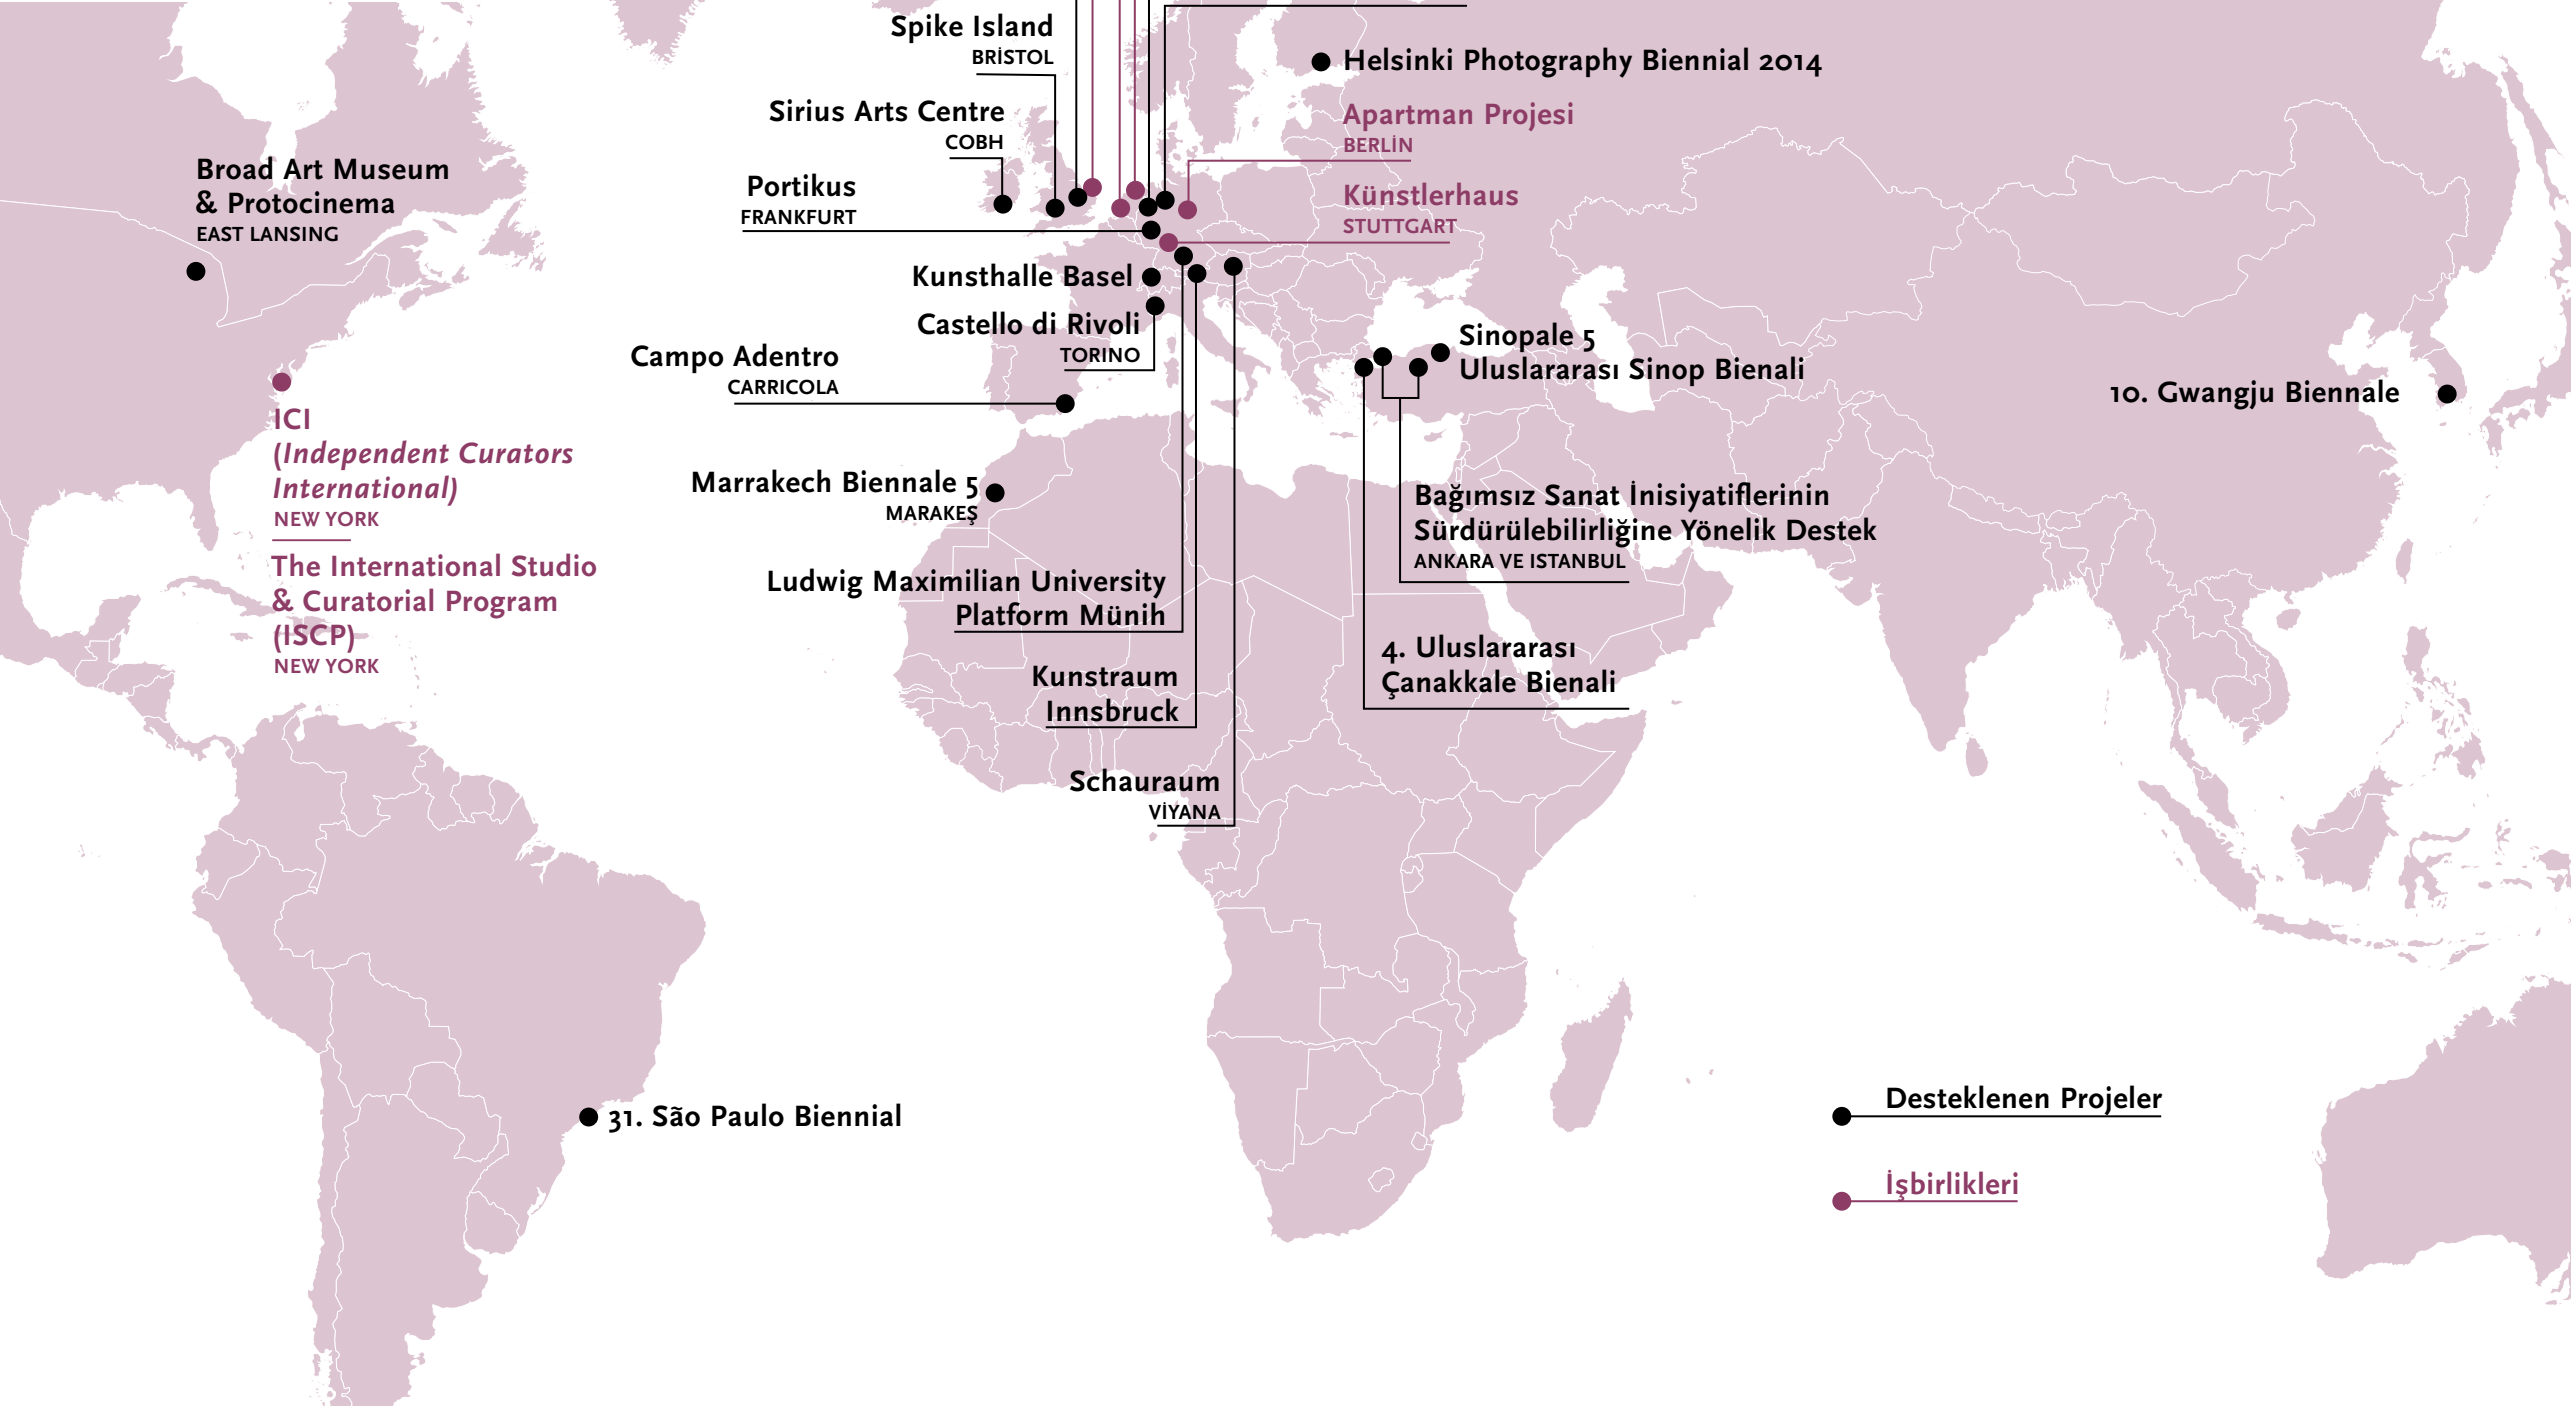 Spike Island
BRİSTOL
Helsinki Photography Biennial 2014
Sirius Arts Centre
COBH
Apartman Projesi
BERLİN
Broad Art Museum
& Protocinema
EAST LANSING
Portikus
FRANKFURT
Künstlerhaus
STUTTGART
Kunsthalle Basel
Castello di Rivoli
TORINO
Campo Adentro
CARRICOLA
Sinopale 5
Uluslararası Sinop Bienali
10. Gwangju Biennale
ICI
(Independent Curators
International)
NEW YORK
The International Studio
& Curatorial Program
(ISCP)
NEW YORK
Marrakech Biennale 5
MARAKEŞ
Bağımsız Sanat İnisiyatiflerinin
Sürdürülebilirliğine Yönelik Destek
ANKARA VE ISTANBUL
Ludwig Maximilian University
Platform Münih
4. Uluslararası
Çanakkale Bienali
Kunstraum
Innsbruck
Schauraum
VİYANA
31. São Paulo Biennial
Desteklenen Projeler
İşbirlikleri